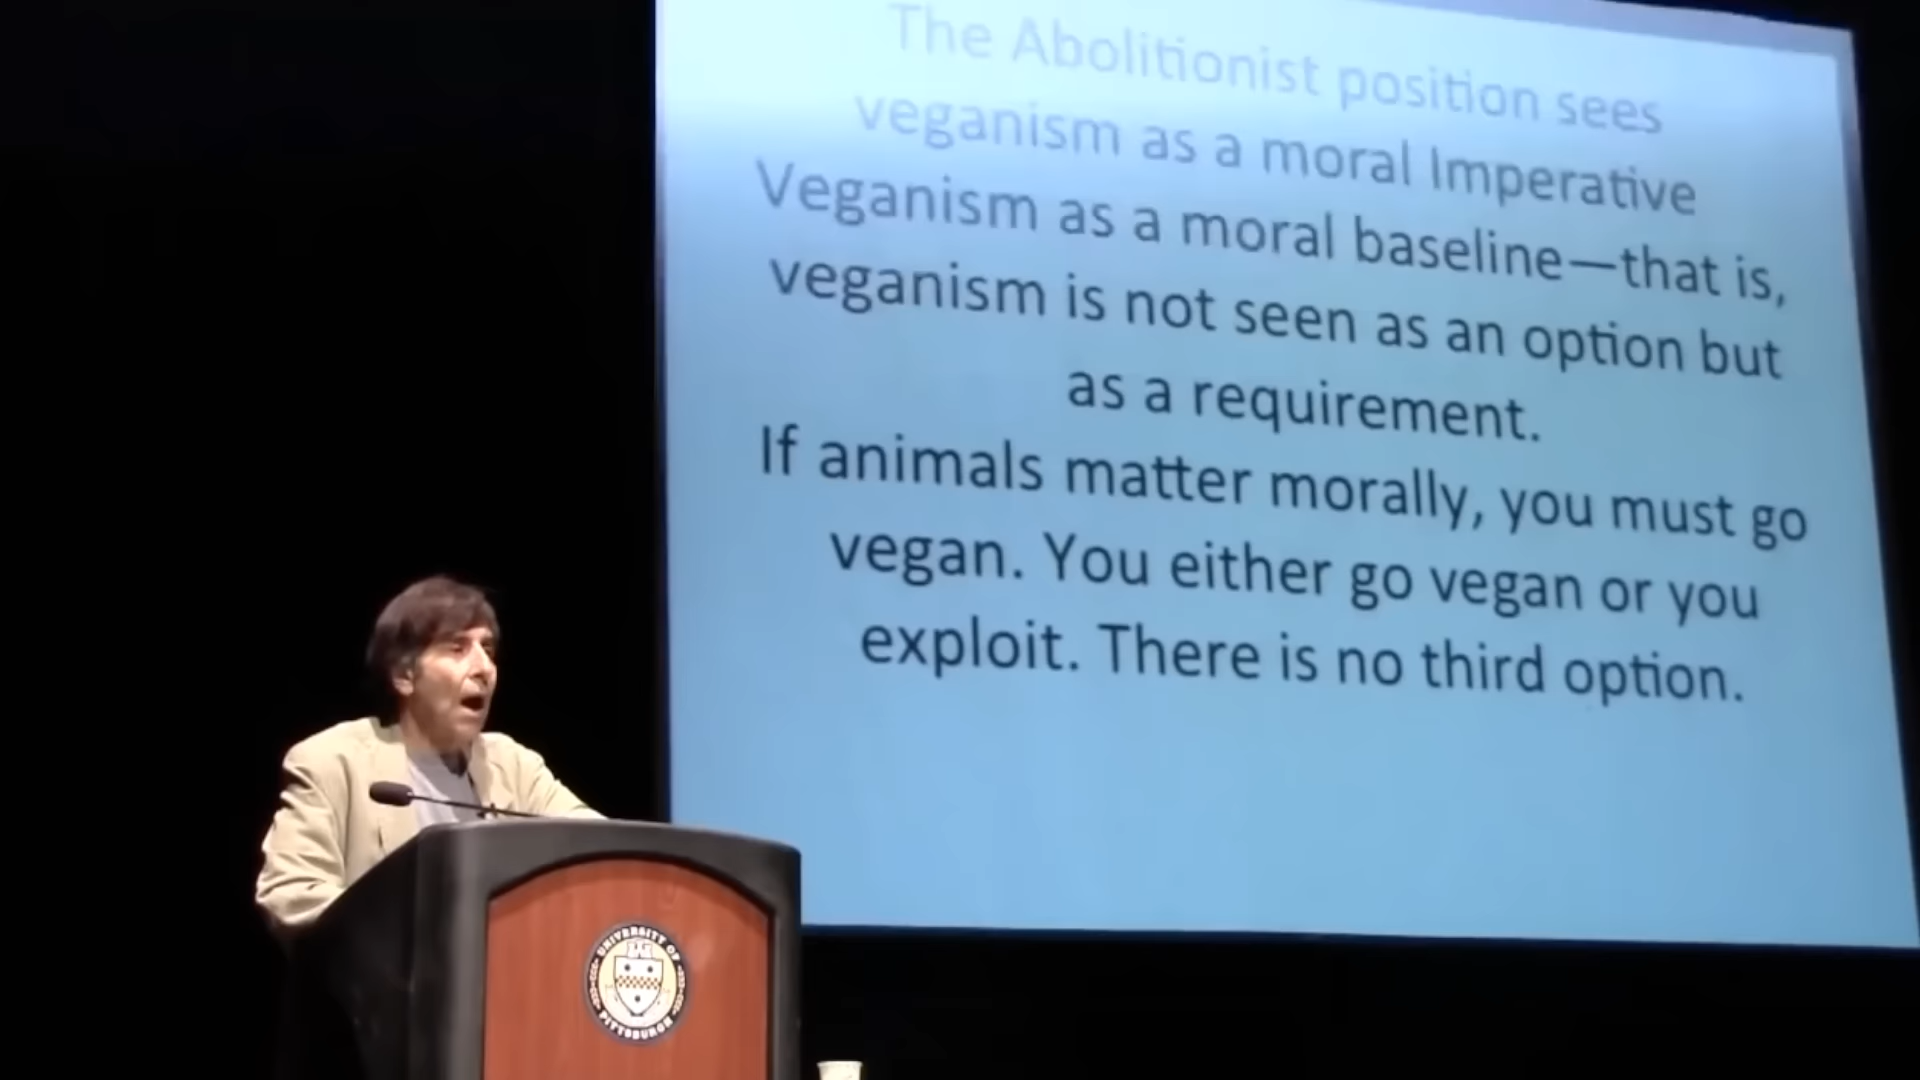 The Abolitionist position sees
veganism as a moral Imperative
Veganism as a moral baseline—that is,
veganism is not seen as an option but
as a requirement.
If animals matter morally, you must go
vegan. You either go vegan or you
exploit. There is no third option.
UNIVERSITY OF
PITTSBURGH